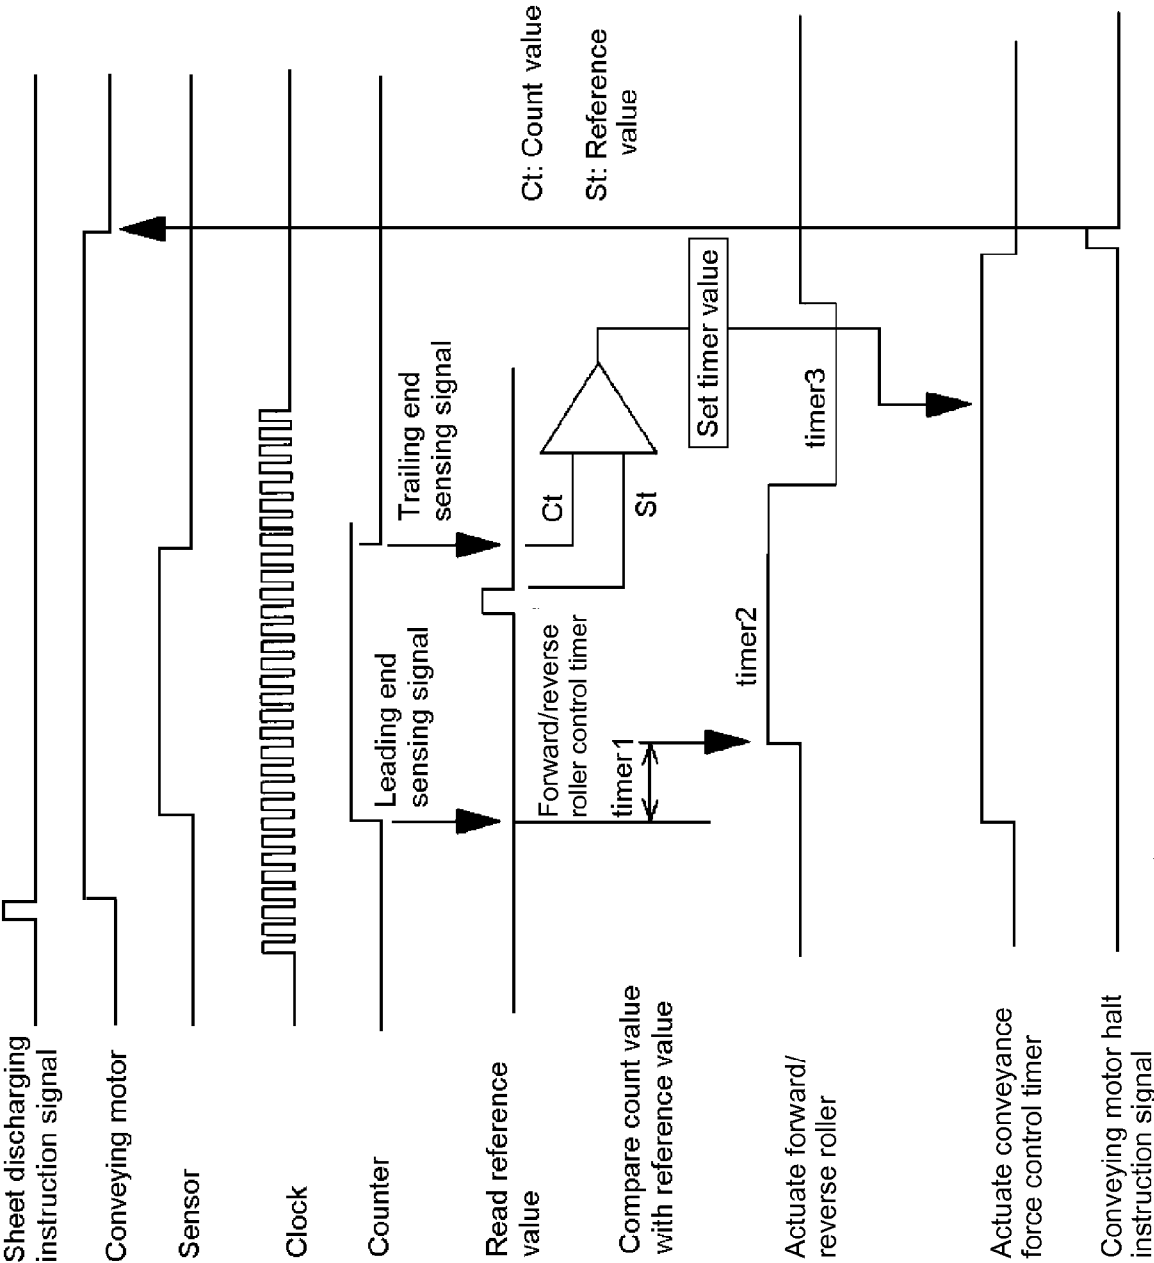 Sheet discharging
instruction signal
Conveying motor
Sensor
Clock
Counter
Trailing end
sensing signal
Leading end
sensing signal
Read reference
value
Ct: Count value
St: Reference
value
Ct
St
Forward/reverse
roller control timer
timer1
Compare count value
with reference value
Set timer value
timer2
timer3
Actuate forward/
reverse roller
Actuate conveyance
force control timer
Conveying motor halt
instruction signal